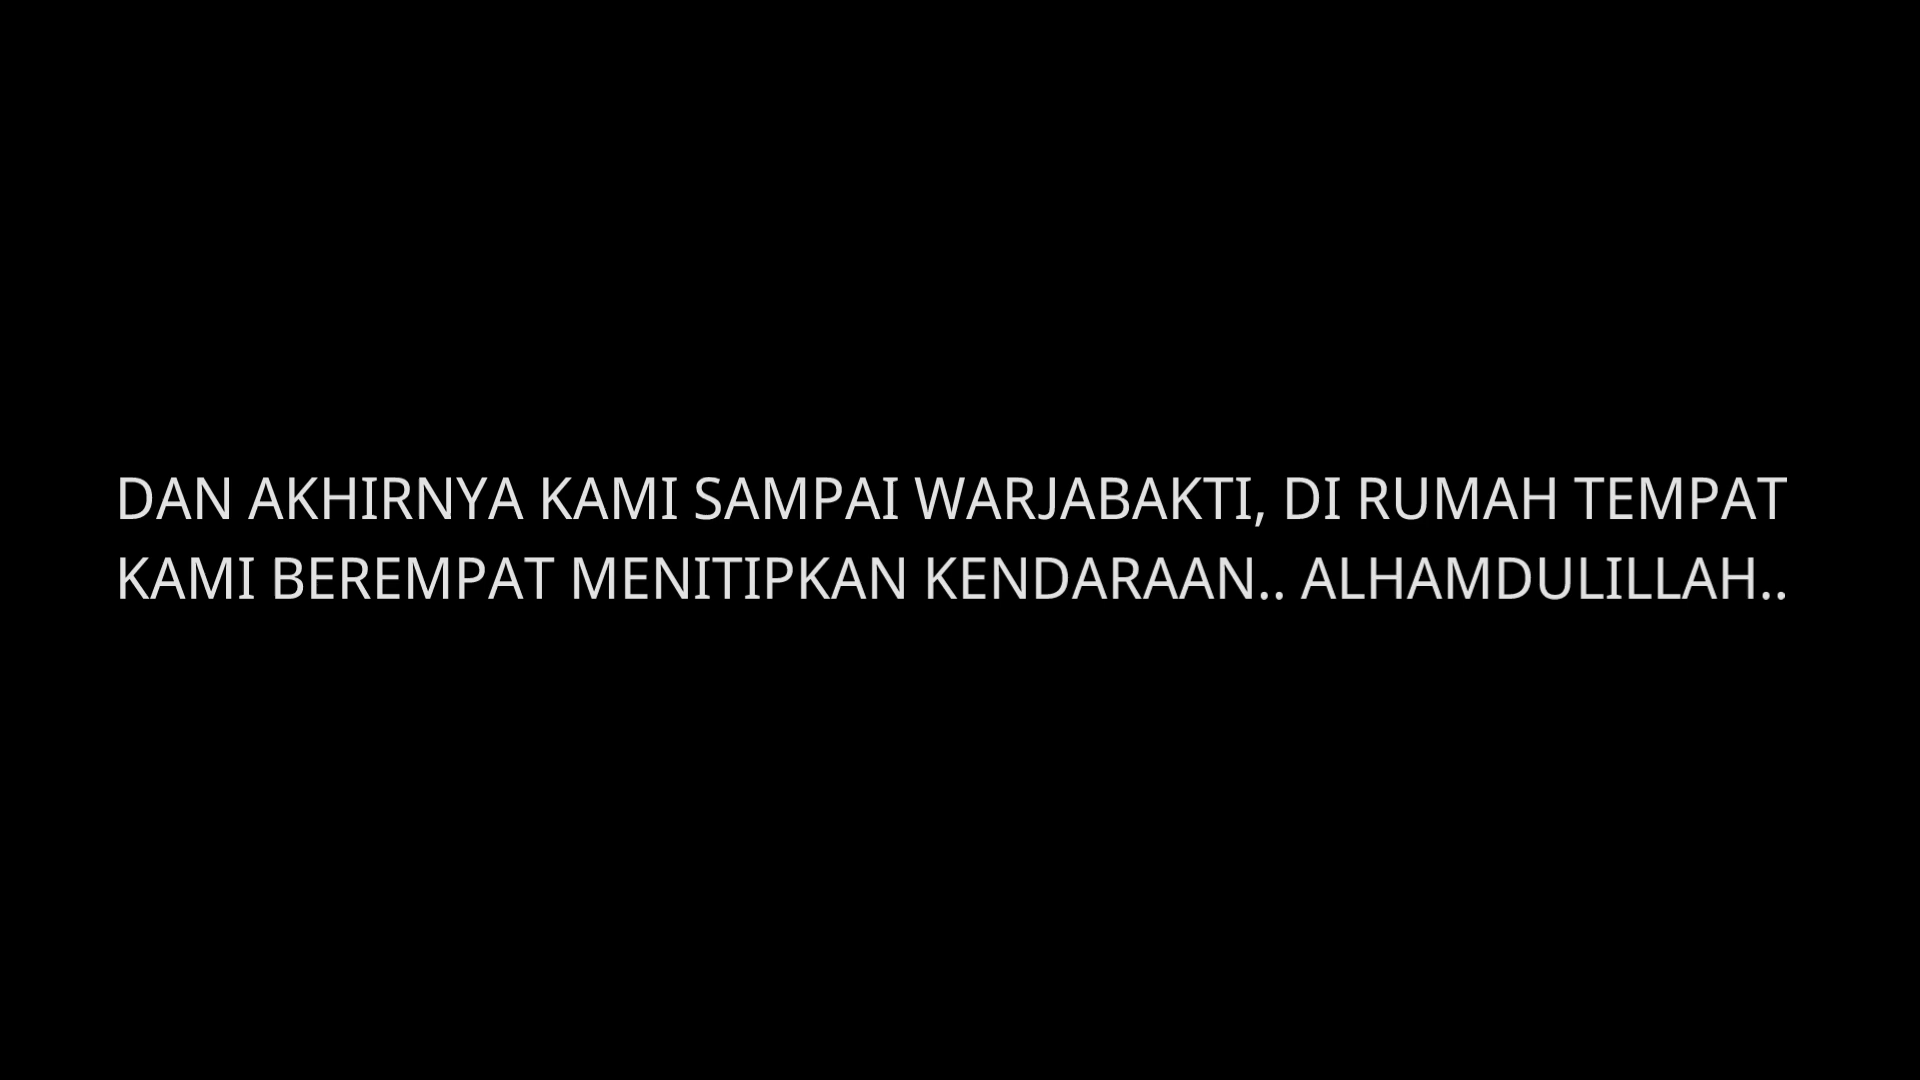 DAN AKHIRNYA KAMI SAMPAI WARJABAKTI, DI RUMAH TEMPAT
KAMI BEREMPAT MENITIPKAN KENDARAAN.. ALHAMDULILLAH..